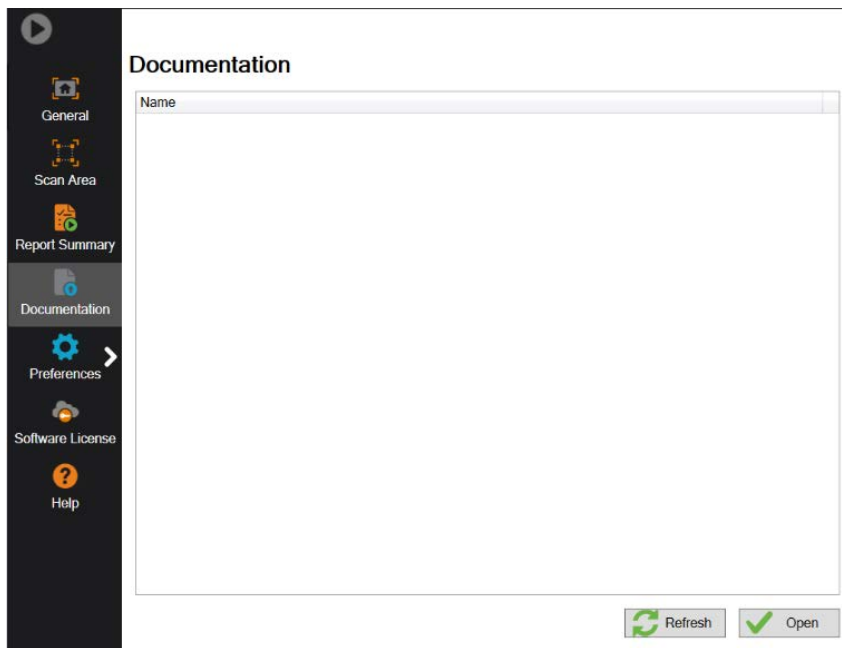 Documentation
Name
General
Scan Area
Report Summary
Documentation
Preferences
Software License
Help
Refresh
Open